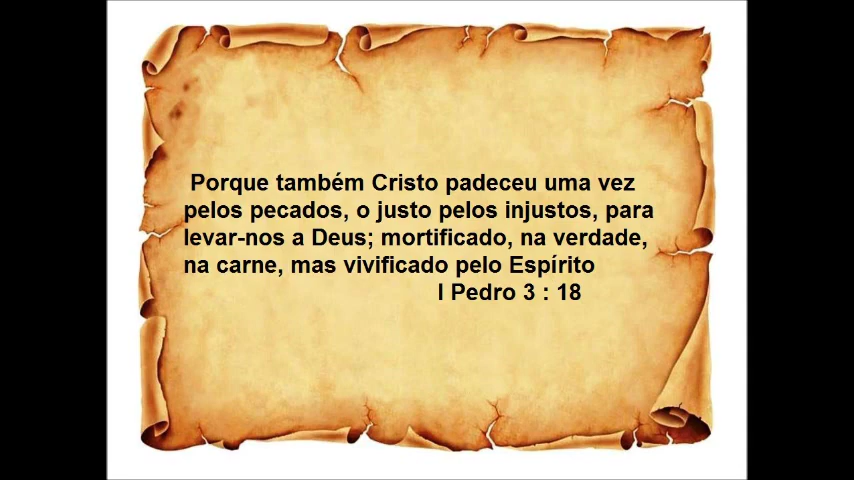 Porque também Cristo padeceu uma vez
pelos pecados, o justo pelos injustos, para
levar-nos a Deus; mortificado, na verdade,
na carne, mas vivificado pelo Espírito
I Pedro 3 : 18